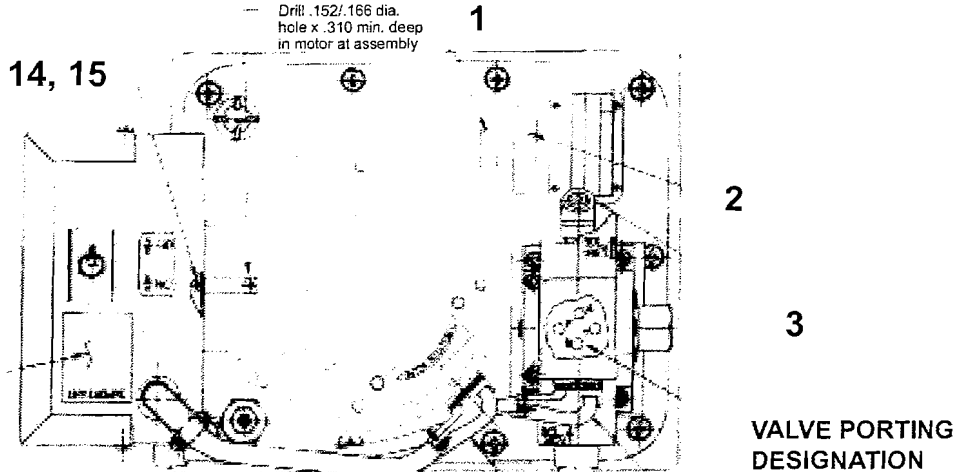 Drill .152/.166 dia.
hole x .310 min. deep
in motor at assembly
1
14, 15
2
3
VALVE PORTING
DESIGNATION